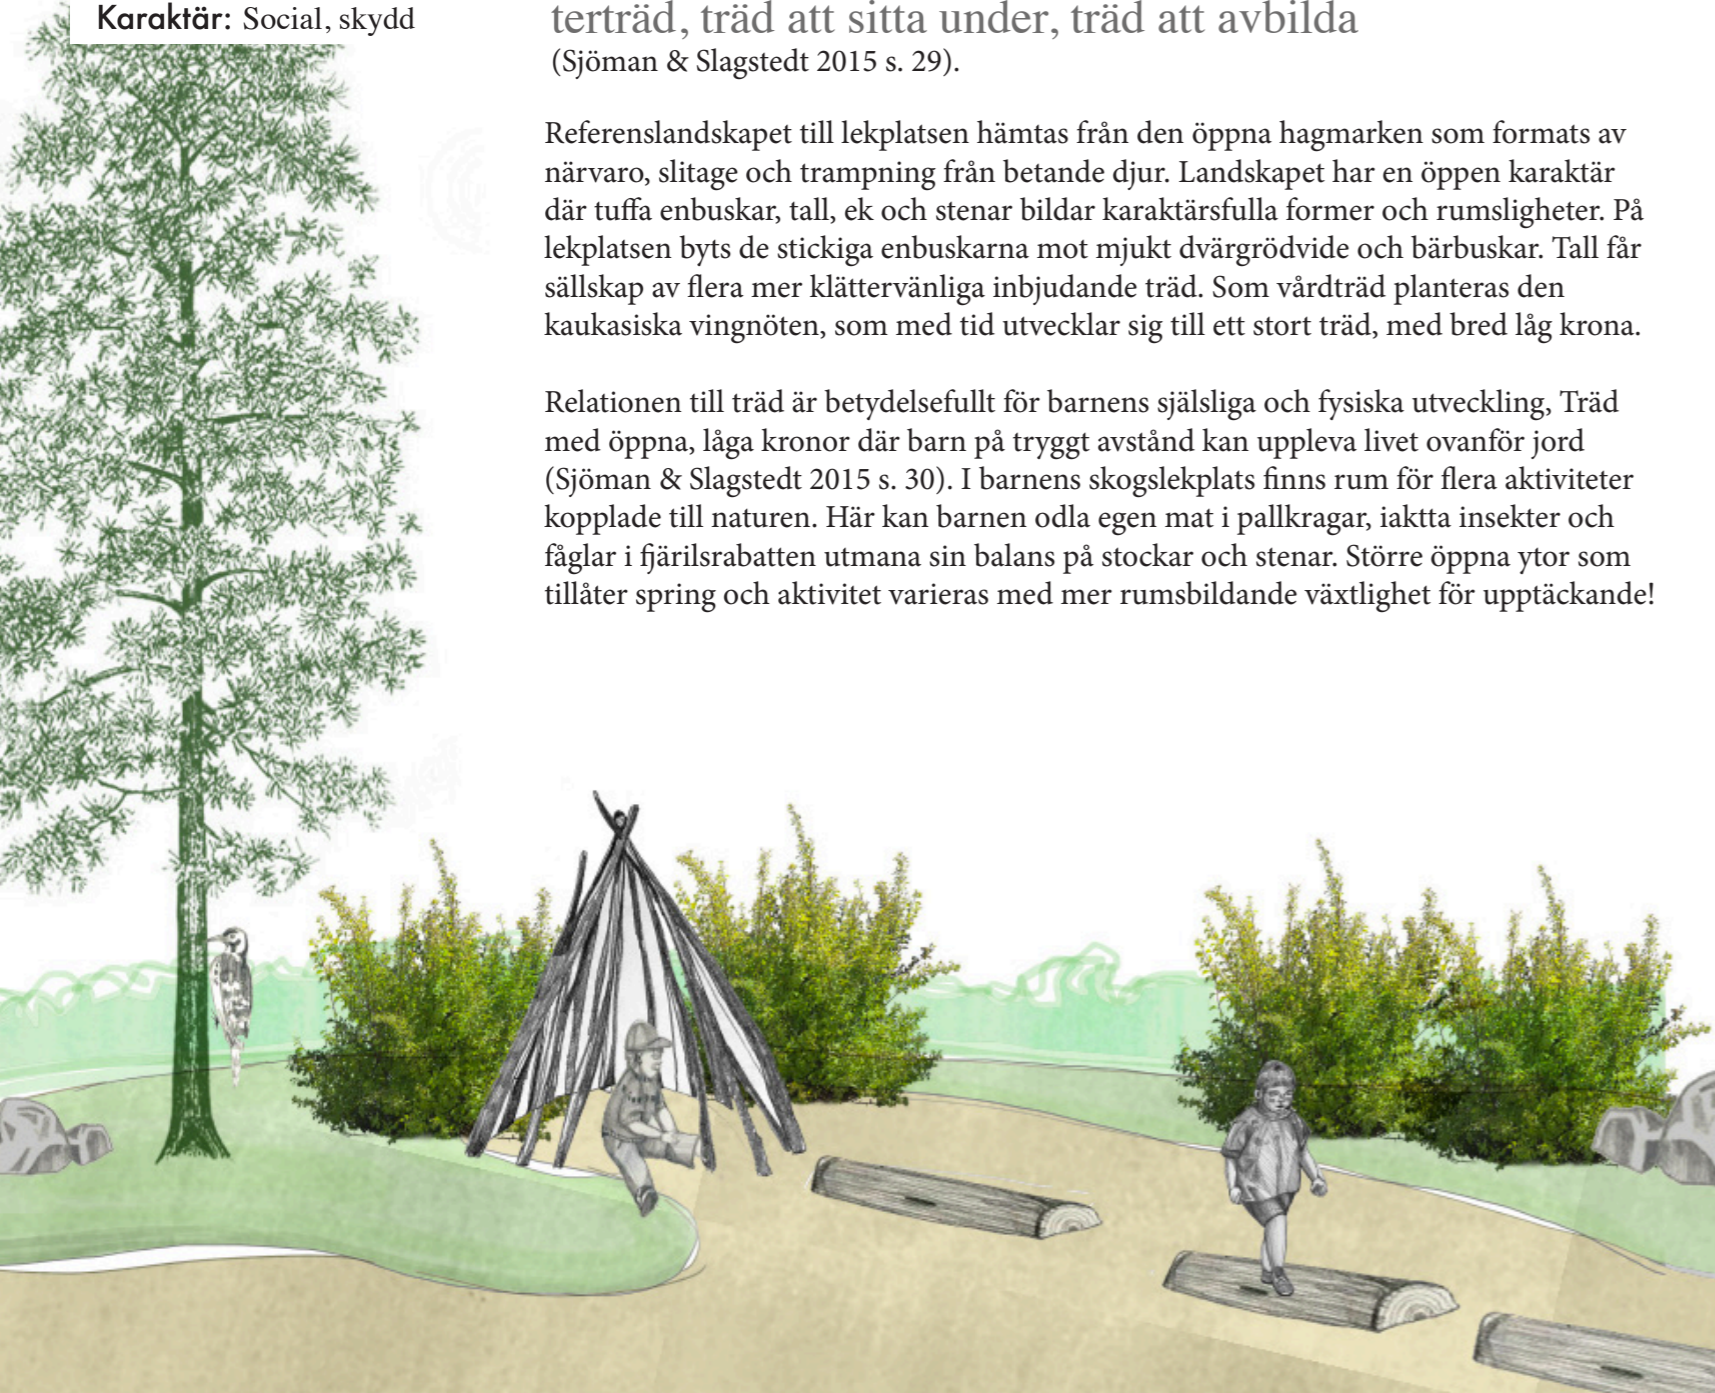 Karaktär: Social, skydd
terträd, träd att sitta under, träd att avbilda
(Sjöman & Slagstedt 2015 s. 29).
Referenslandskapet till lekplatsen hämtas från den öppna hagmarken som formats av
närvaro, slitage och trampning från betande djur. Landskapet har en öppen karaktär
där tuffa enbuskar, tall, ek och stenar bildar karaktärsfulla former och rumsligheter. På
lekplatsen byts de stickiga enbuskarna mot mjukt dvärgrödvide och bärbuskar. Tall får
sällskap av flera mer klättervänliga inbjudande träd. Som vårdträd planteras den
kaukasiska vingnöten, som med tid utvecklar sig till ett stort träd, med bred låg krona.
Relationen till träd är betydelsefullt för barnens själsliga och fysiska utveckling, Träd
med öppna, låga kronor där barn på tryggt avstånd kan uppleva livet ovanför jord
(Sjöman & Slagstedt 2015 s. 30). I barnens skogslekplats finns rum för flera aktiviteter
kopplade till naturen. Här kan barnen odla egen mat i pallkragar, iaktta insekter och
fåglar i fjärilsrabatten utmana sin balans på stockar och stenar. Större öppna ytor som
tillåter spring och aktivitet varieras med mer rumsbildande växtlighet för upptäckande!